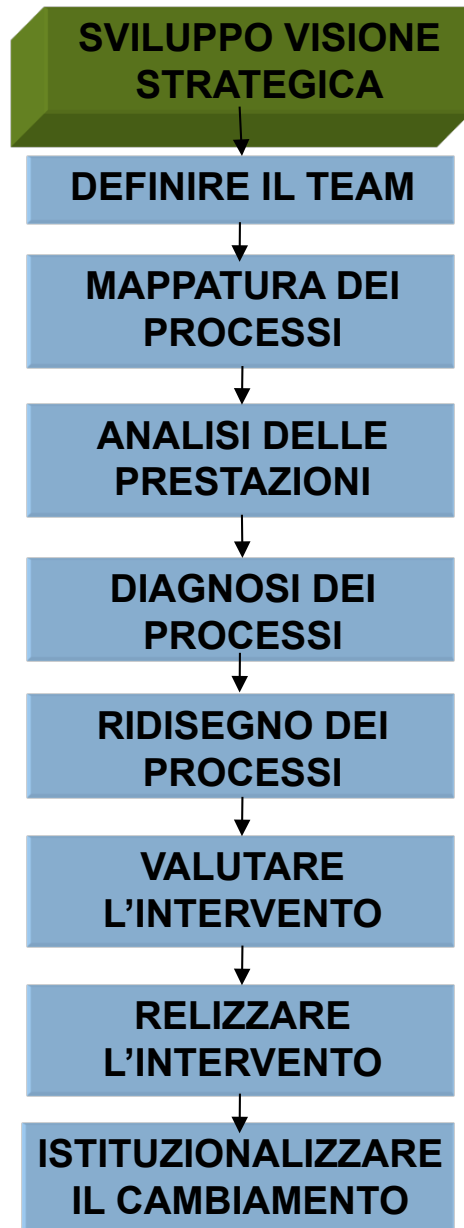 SVILUPPO VISIONE
STRATEGICA
DEFINIRE IL TEAM
MAPPATURA DEI
PROCESSI
ANALISI DELLE
PRESTAZIONI
DIAGNOSI DEI
PROCESSI
RIDISEGNO DEI
PROCESSI
VALUTARE
L’INTERVENTO
RELIZZARE
L’INTERVENTO
ISTITUZIONALIZZARE
IL CAMBIAMENTO